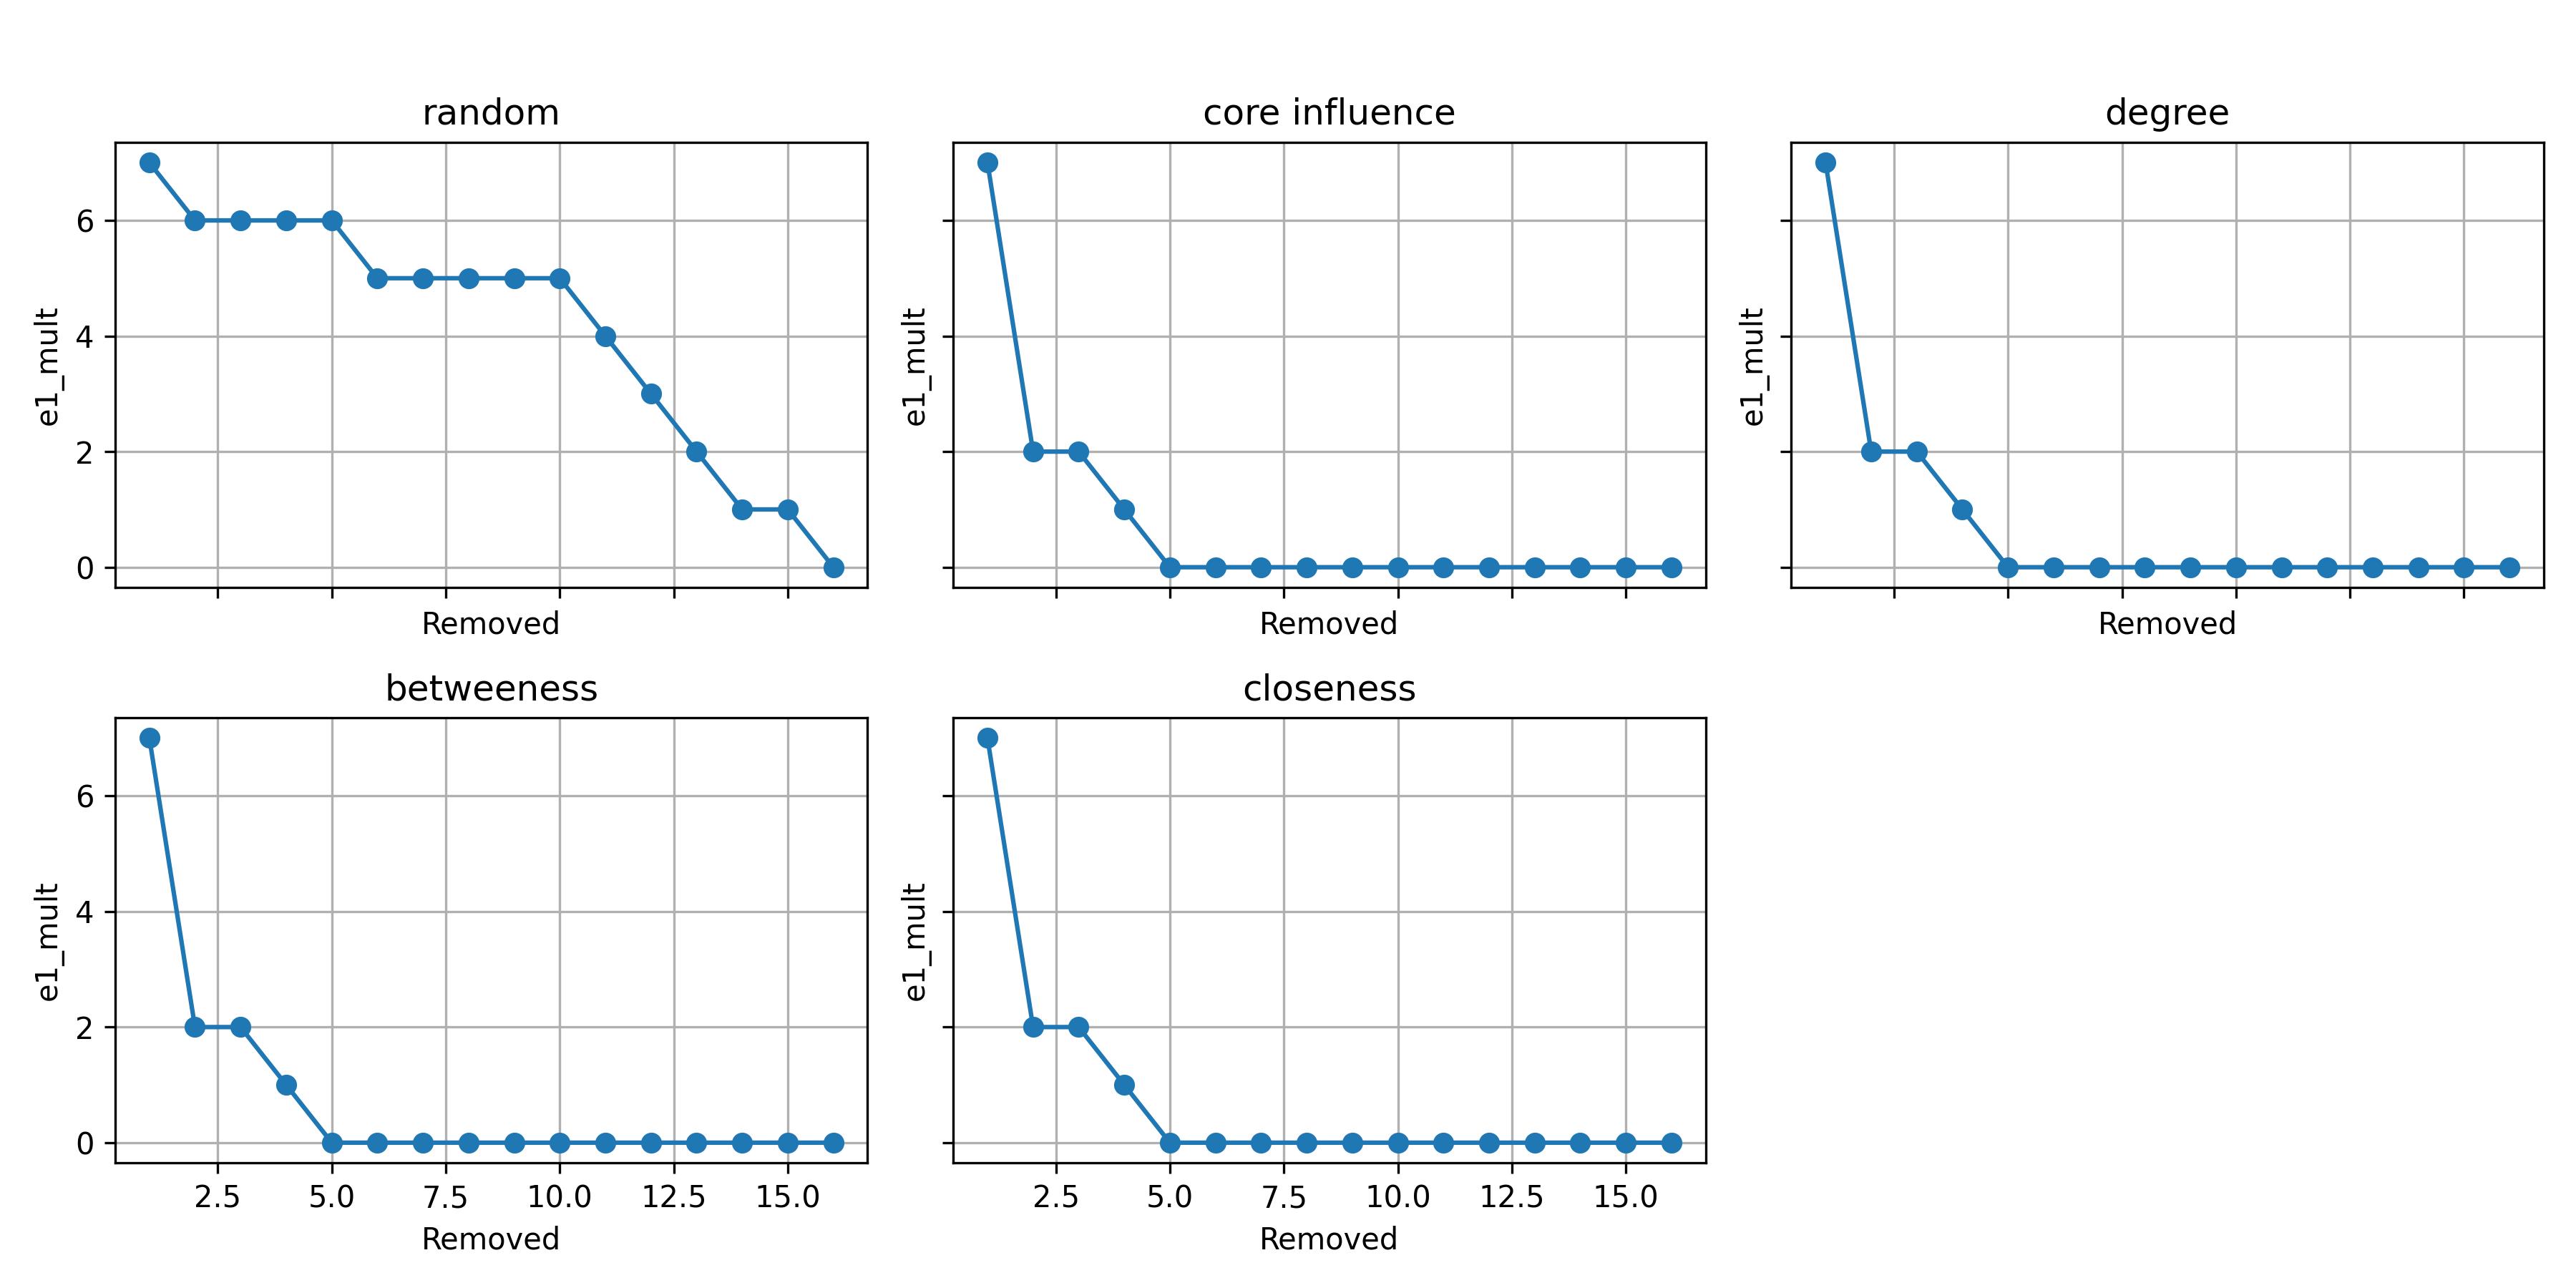 random
core influence
degree
e1_mult
6
4
2
0
Removed
e1_mult
Removed
e1_mult
Removed
betweeness
closeness
e1_mult
6
4
2
0
2.5 5.0 7.5 10.0 12.5 15.0
Removed
e1_mult
2.5 5.0 7.5 10.0 12.5 15.0
Removed